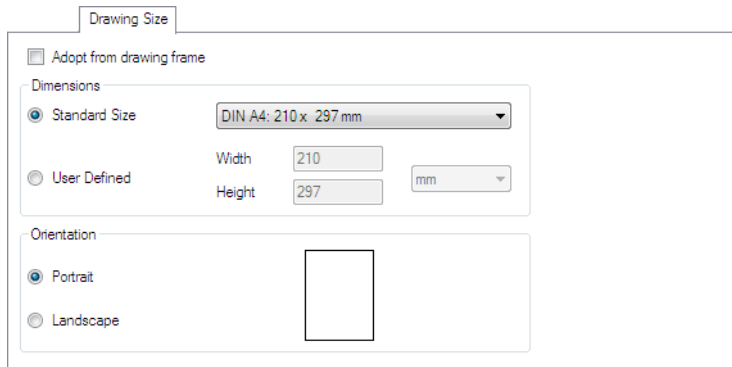 Drawing Size
Adopt from drawing frame
Dimensions
Standard Size DIN A4: 210 x 297 mm
Width 210
User Defined mm
Height 297
Orientation
Portrait
Landscape